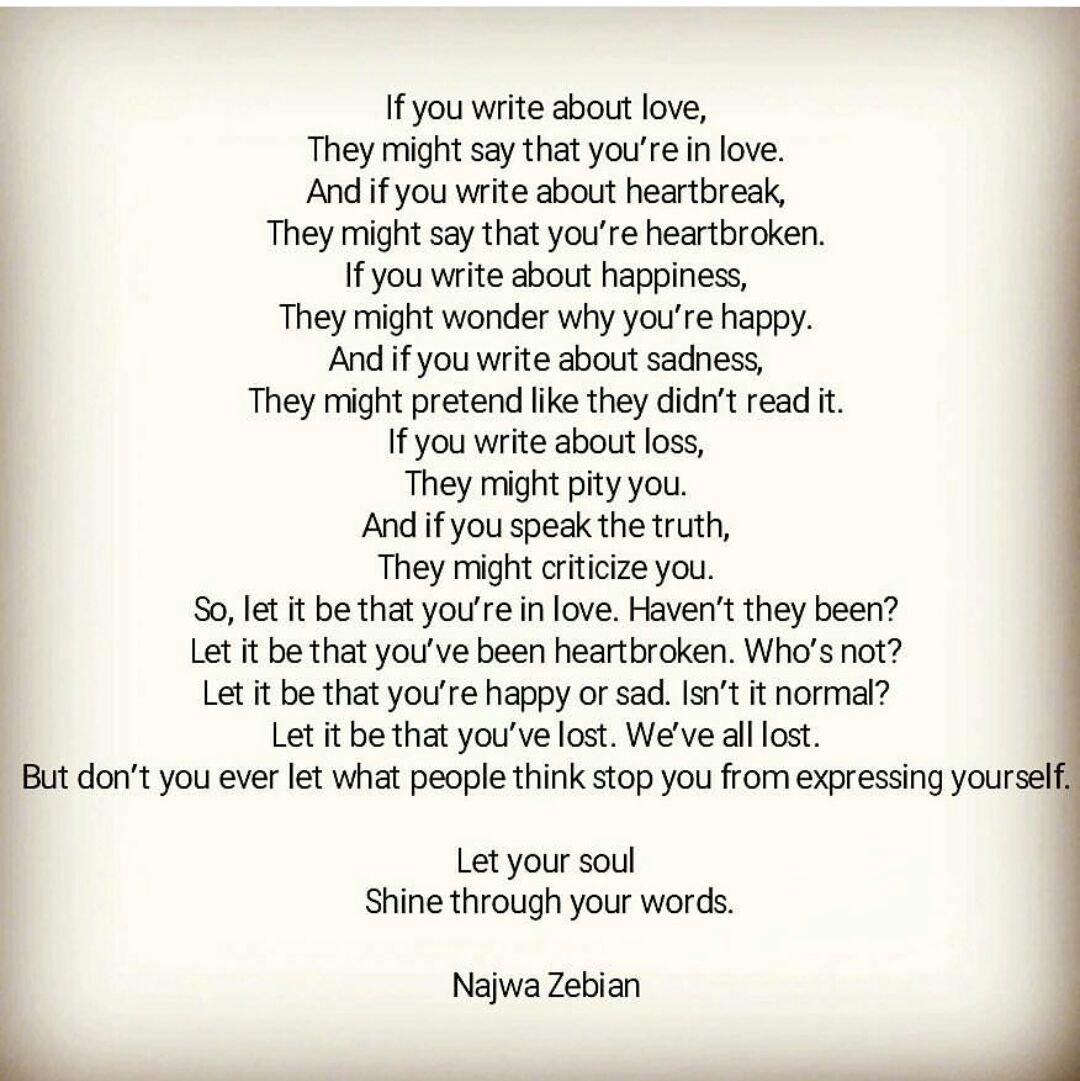 If you write about love,
They might say that you're in love.
And if you write about heartbreak,
They might say that you're heartbroken.
If you write about happiness,
They might wonder why you're happy.
And if you write about sadness,
They might pretend like they didn't read it.
If you write about loss,
They might pity you.
And if you speak the truth,
They might criticize you.
So, let it be that you're in love. Haven't they been?
Let it be that you've been heartbroken. Who's not?
Let it be that you're happy or sad. Isn't it normal?
Let it be that you've lost. We've all lost.
But don't you ever let what people think stop you from expressing yourself.
Let your soul
Shine through your words.
Najwa Zebian